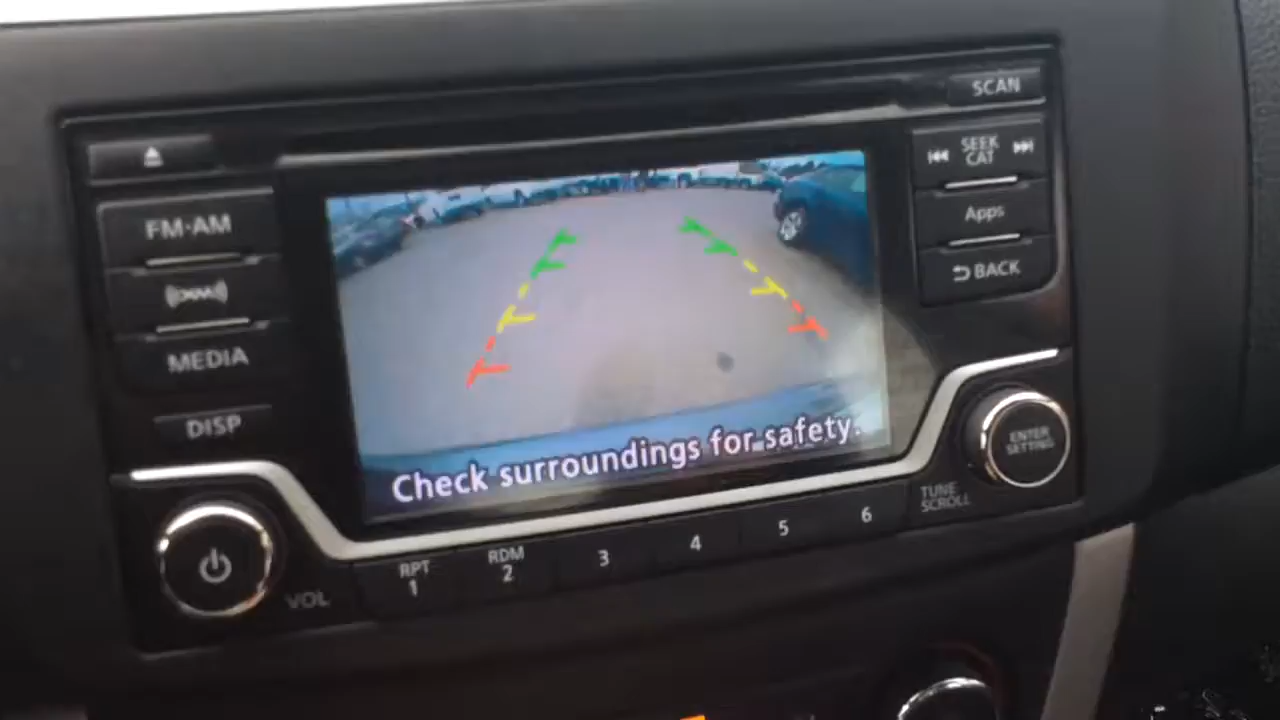 SCAN
SEEK
CAT
FM·AM
Apps
BACK
MEDIA
DISP
Check surroundings for safety.
ENTER
SETTING
TUNE
SCROLL
VOL
RPT
1
RDM
2
3
4
5
6